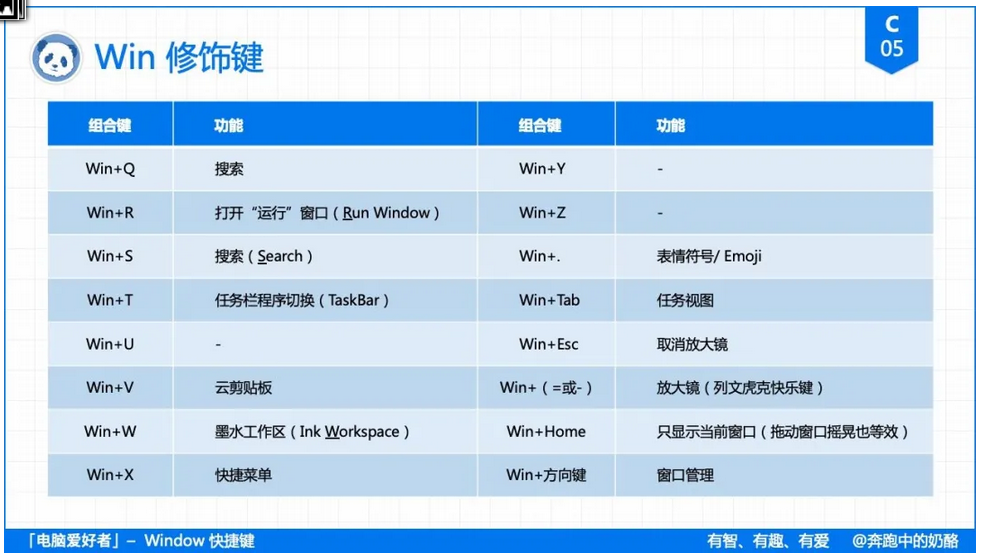 C
05
Win 修饰键
组合键 功能 组合键 功能
Win+Q 搜索 Win+Y -
Win+R 打开“运行”窗口（Run Window） Win+Z -
Win+S 搜索（Search） Win+. 表情符号/ Emoji
Win+T 任务栏程序切换（TaskBar） Win+Tab 任务视图
Win+U - Win+Esc 取消放大镜
Win+V 云剪贴板 Win+（=或-） 放大镜（列文虎克快乐键）
Win+W 墨水工作区（Ink Workspace） Win+Home 只显示当前窗口（拖动窗口摇晃也等效）
Win+X 快捷菜单 Win+方向键 窗口管理
「电脑爱好者」– Window 快捷键 有智、有趣、有爱 @奔跑中的奶酪